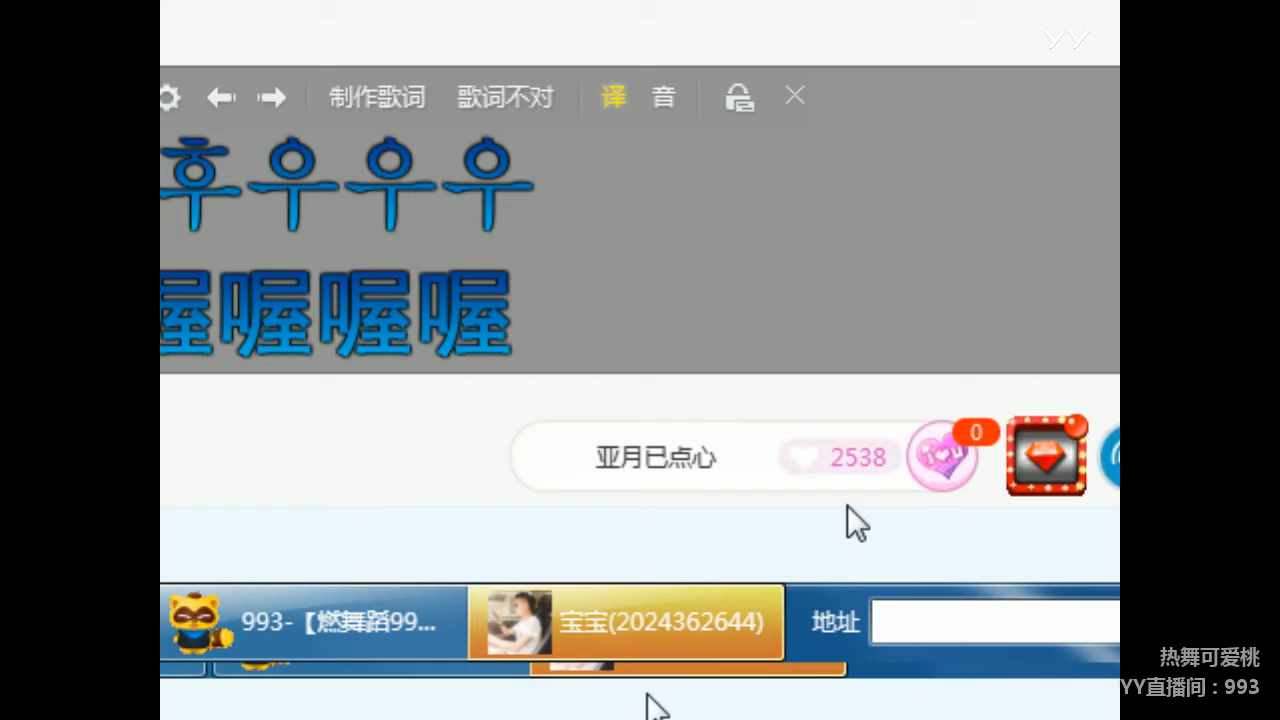 YY
制作歌词 歌词不对 译 音
후우우우
喔喔喔喔
亚月已点心 2538 0
993-【燃舞蹈99... 宝宝(2024362644) 地址
热舞可爱桃
YY直播间：993